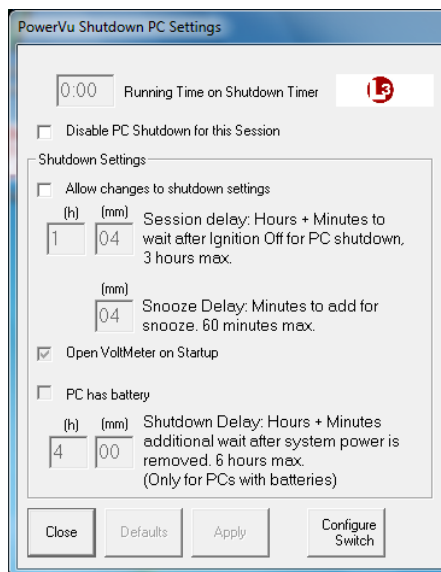 PowerVu Shutdown PC Settings
0:00 Running Time on Shutdown Timer L3
Disable PC Shutdown for this Session
Shutdown Settings
Allow changes to shutdown settings
(h) (mm)
1 04 Session delay: Hours + Minutes to
wait after Ignition Off for PC shutdown,
3 hours max.
(mm)
04 Snooze Delay: Minutes to add for
snooze. 60 minutes max.
Open VoltMeter on Startup
PC has battery
(h) (mm)
4 00 Shutdown Delay: Hours + Minutes
additional wait after system power is
removed. 6 hours max.
(Only for PCs with batteries)
Close Defaults Apply Configure
Switch